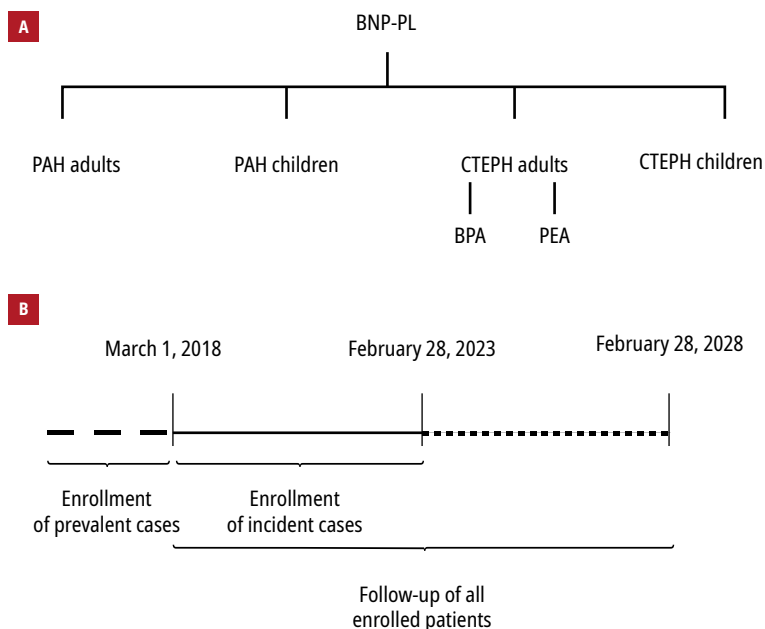 A
BNP-PL
PAH adults
PAH children
CTEPH adults
CTEPH children
BPA
PEA
B
March 1, 2018
February 28, 2023
February 28, 2028
Enrollment
of prevalent cases
Enrollment
of incident cases
Follow-up of all
enrolled patients